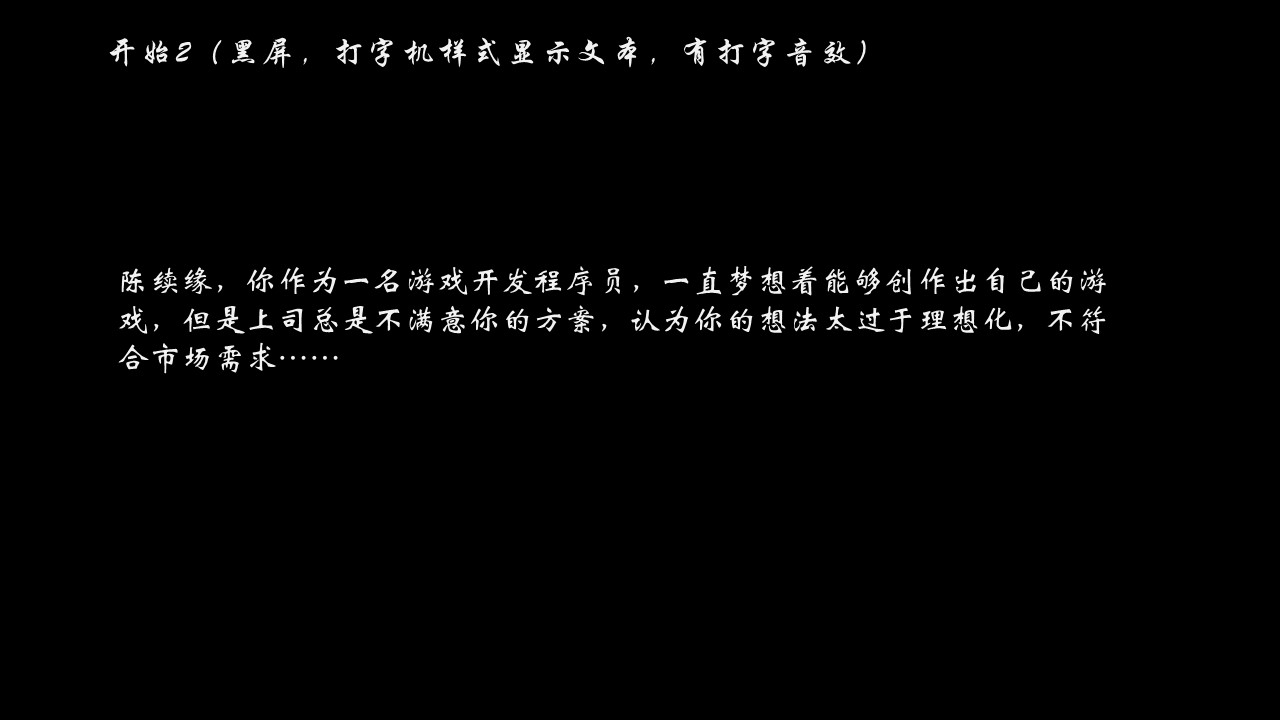 开始2（黑屏，打字机样式显示文本，有打字音效）
陈续缘，你作为一名游戏开发程序员，一直梦想着能够创作出自己的游
戏，但是上司总是不满意你的方案，认为你的想法太过于理想化，不符
合市场需求……